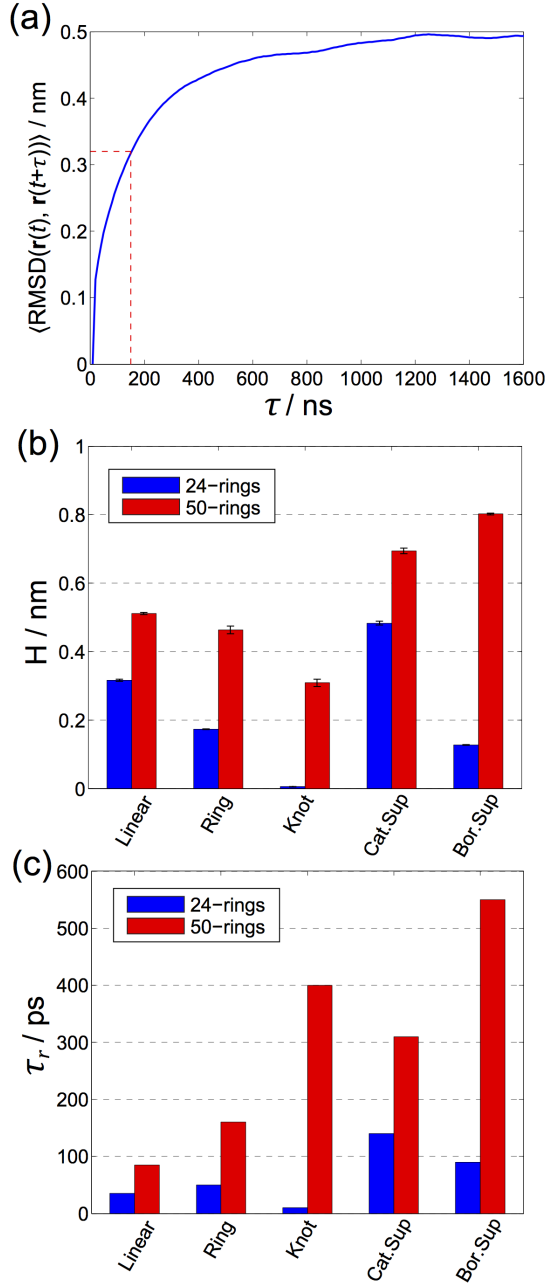 (a)
0.5
0.4
0.3
0.2
0.1
0
⟨RMSD(r(t), r(t+τ))⟩ / nm
0 200 400 600 800 1000 1200 1400 1600
τ / ns
(b)
1
0.8
0.6
0.4
0.2
0
H / nm
24-rings
50-rings
Linear Ring Knot Cat.Sup Bor.Sup
(c)
600
500
400
300
200
100
0
τr / ps
24-rings
50-rings
Linear Ring Knot Cat.Sup Bor.Sup